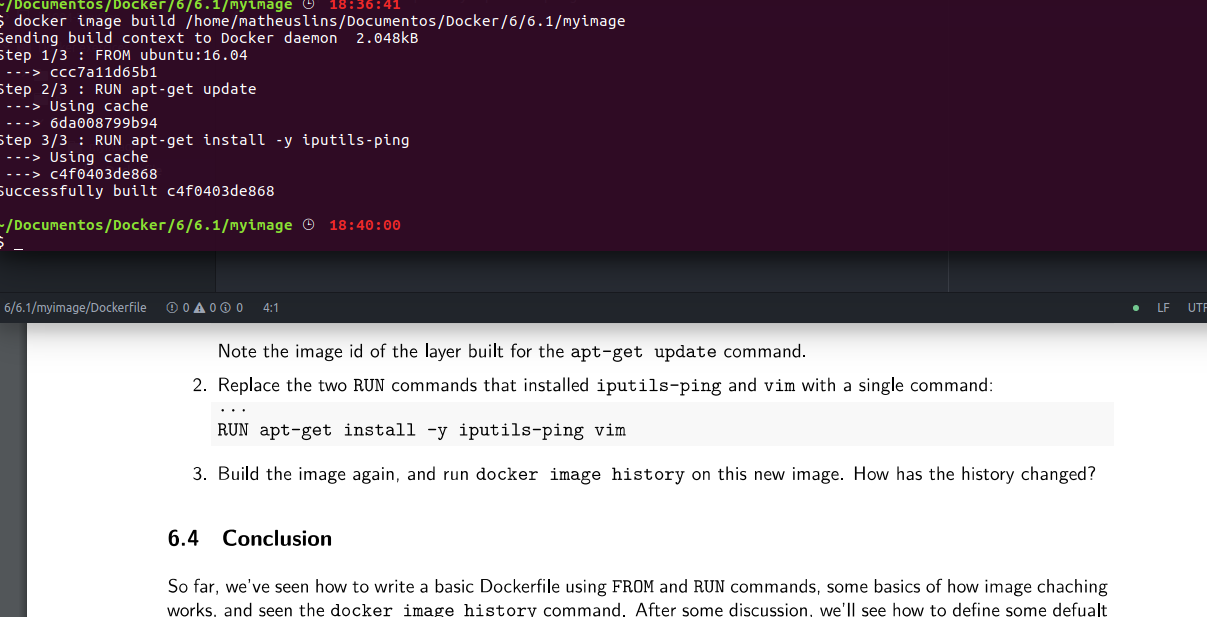 ~/Documentos/Docker/6/6.1/myimage 18:36:41
$ docker image build /home/matheuslins/Documentos/Docker/6/6.1/myimage
Sending build context to Docker daemon  2.048kB
Step 1/3 : FROM ubuntu:16.04
---> ccc7a11d65b1
Step 2/3 : RUN apt-get update
---> Using cache
---> 6da008799b94
Step 3/3 : RUN apt-get install -y iputils-ping
---> Using cache
---> c4f0403de868
Successfully built c4f0403de868
~/Documentos/Docker/6/6.1/myimage 18:40:00
$ _
6/6.1/myimage/Dockerfile 0 0 0 4:1 LF UTF
Note the image id of the layer built for the apt-get update command.
2. Replace the two RUN commands that installed iputils-ping and vim with a single command:
...
RUN apt-get install -y iputils-ping vim
3. Build the image again, and run docker image history on this new image. How has the history changed?
6.4 Conclusion
So far, we've seen how to write a basic Dockerfile using FROM and RUN commands, some basics of how image chaching
works, and seen the docker image history command. After some discussion, we'll see how to define some defualt